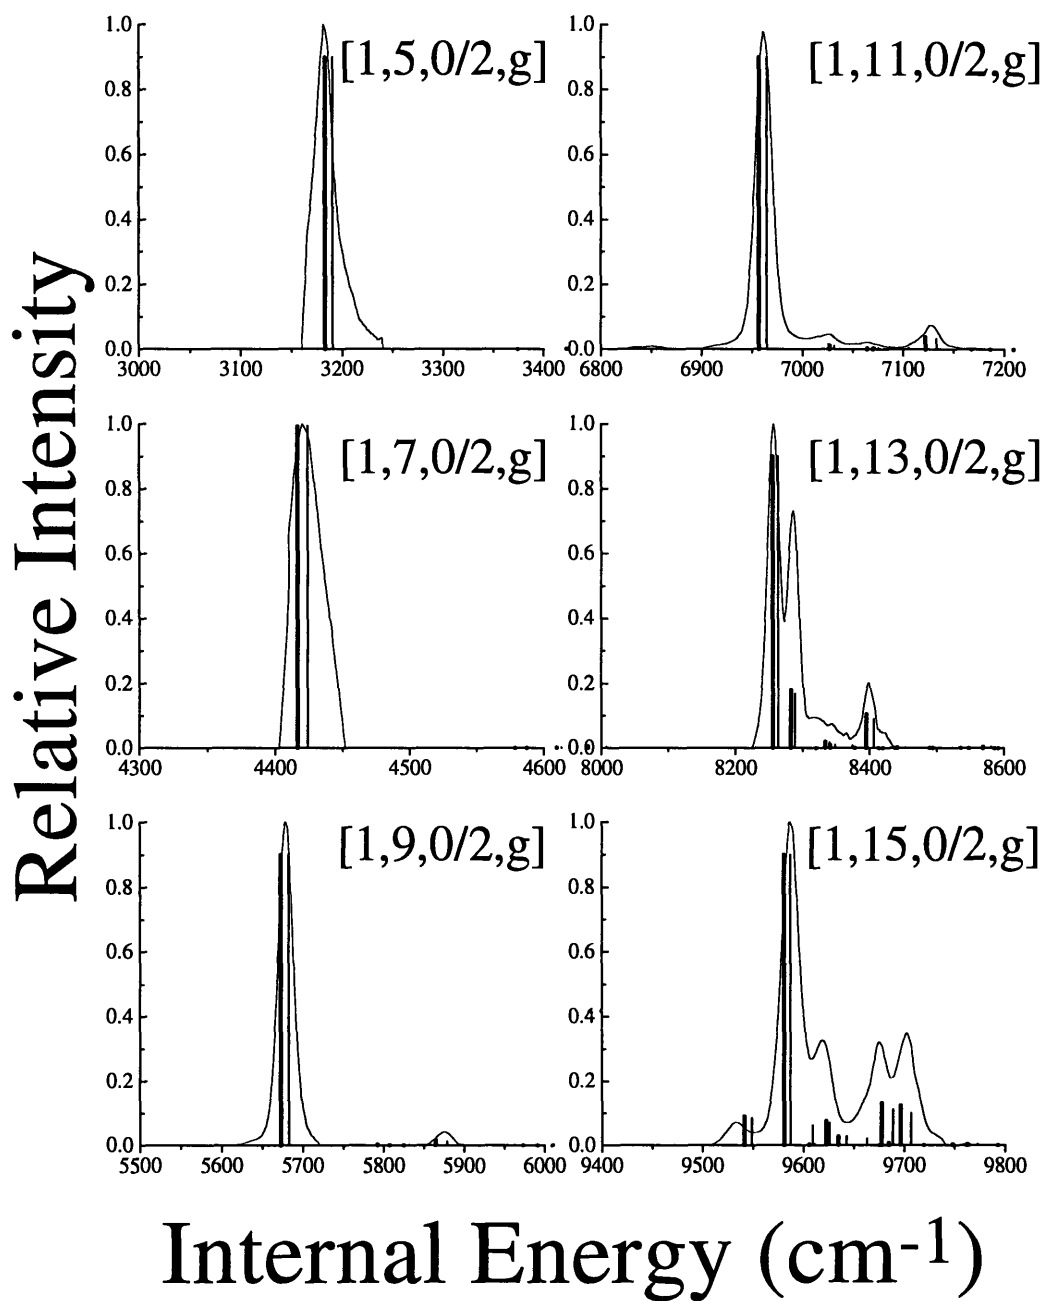 Relative Intensity
[1,5,0/2,g]
1.0
0.8
0.6
0.4
0.2
0.0
3000 3100 3200 3300 3400
[1,11,0/2,g]
1.0
0.8
0.6
0.4
0.2
0.0
6800 6900 7000 7100 7200
[1,7,0/2,g]
1.0
0.8
0.6
0.4
0.2
0.0
4300 4400 4500 4600
[1,13,0/2,g]
1.0
0.8
0.6
0.4
0.2
0.0
8000 8200 8400 8600
[1,9,0/2,g]
1.0
0.8
0.6
0.4
0.2
0.0
5500 5600 5700 5800 5900 6000
[1,15,0/2,g]
1.0
0.8
0.6
0.4
0.2
0.0
9400 9500 9600 9700 9800
Internal Energy (cm-1)